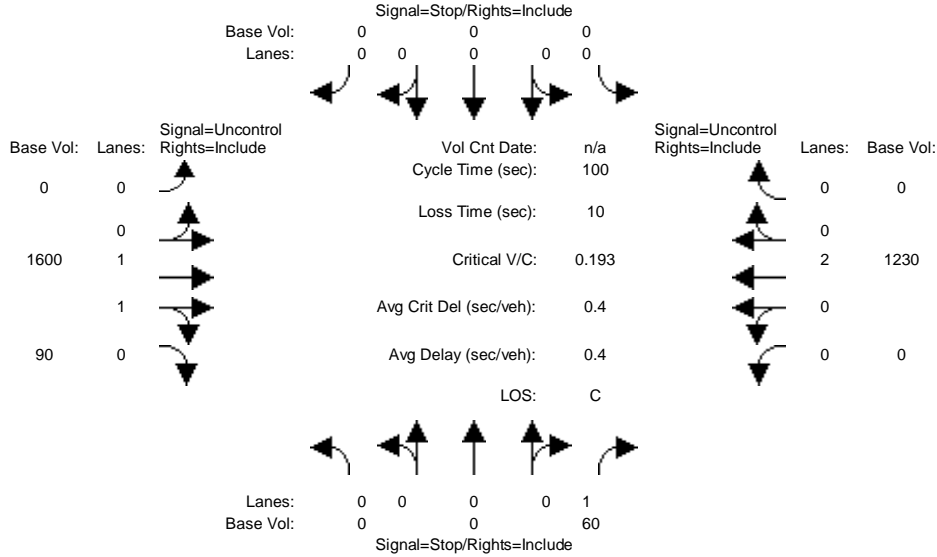 Signal=Stop/Rights=Include
Base Vol: 0 0 0
Lanes: 0 0 0 0 0
Signal=Uncontrol Signal=Uncontrol
Base Vol: Lanes: Rights=Include Vol Cnt Date: n/a Rights=Include Lanes: Base Vol:
Cycle Time (sec): 100
0 0 0 0
Loss Time (sec): 10
0 0
1600 1 Critical V/C: 0.193 2 1230
1 Avg Crit Del (sec/veh): 0.4 0
90 0 Avg Delay (sec/veh): 0.4 0 0
LOS: C
Lanes: 0 0 0 0 1
Base Vol: 0 0 60
Signal=Stop/Rights=Include